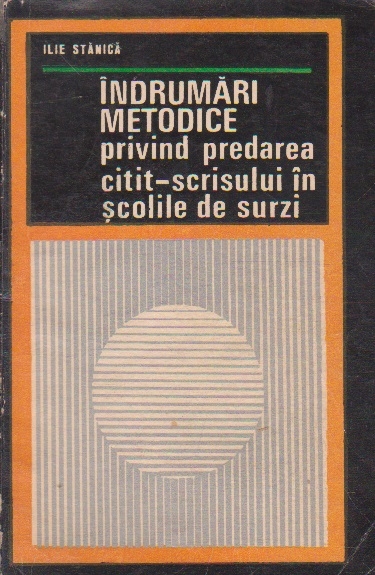 ILIE STĂNICĂ
ÎNDRUMĂRI
METODICE
privind predarea
citit-scrisului în
școlile de surzi